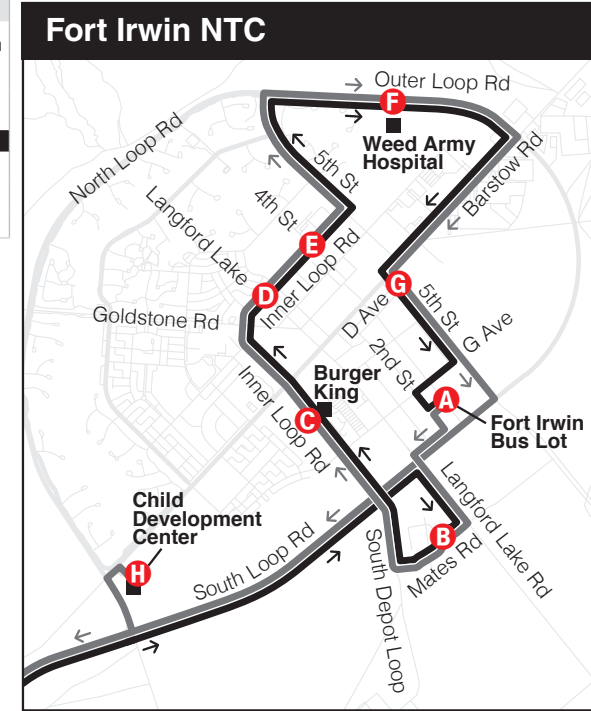 Fort Irwin NTC
Outer Loop Rd
F
Weed Army
Hospital
North Loop Rd
5th St
Barstow Rd
4th St
Langford Lake
E
Inner Loop Rd
D
G
Goldstone Rd
D Ave
5th St
G Ave
2nd St
Burger
King
A
Inner Loop Rd
C
Fort Irwin
Bus Lot
Child
Development
Center
Langford Lake Rd
B
Mates Rd
H
South Loop Rd
South Depot Loop